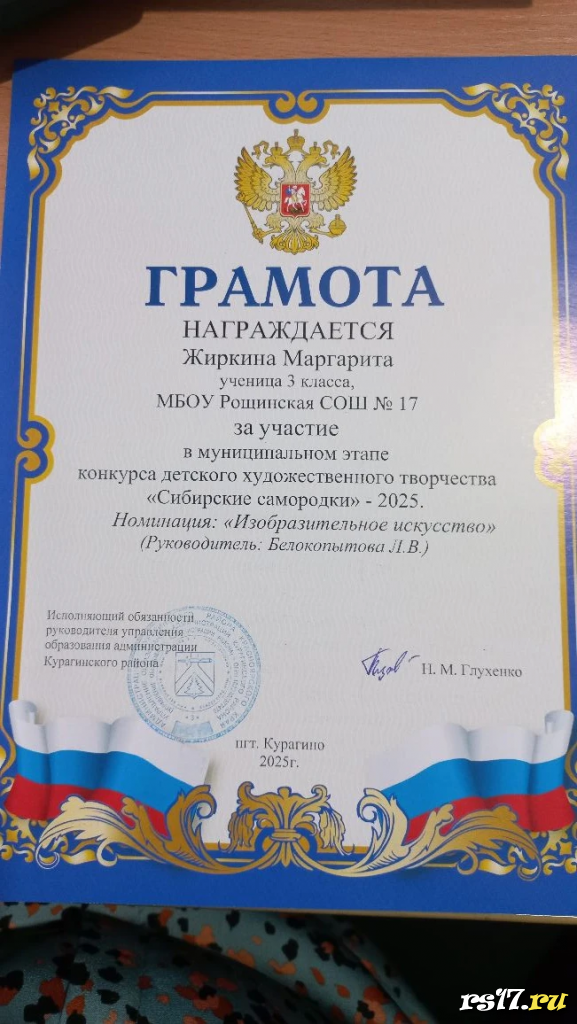 ГРАМОТА
НАГРАЖДАЕТСЯ
Жиркина Маргарита
ученица 3 класса,
МБОУ Рощинская СОШ № 17
за участие
в муниципальном этапе
конкурса детского художественного творчества
«Сибирские самородки» - 2025.
Номинация: «Изобразительное искусство»
(Руководитель: Белокопытова Л.В.)
Исполняющий обязанности
руководителя управления
образования администрации
Курагинского района
Н. М. Глухенко
пгт. Курагино
2025г.
rs17.ru